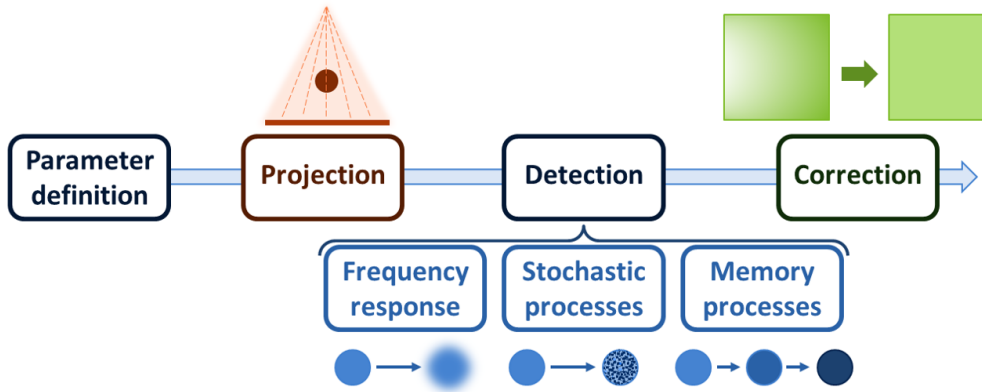 Parameter
definition
Projection
Detection
Correction
Frequency
response
Stochastic
processes
Memory
processes